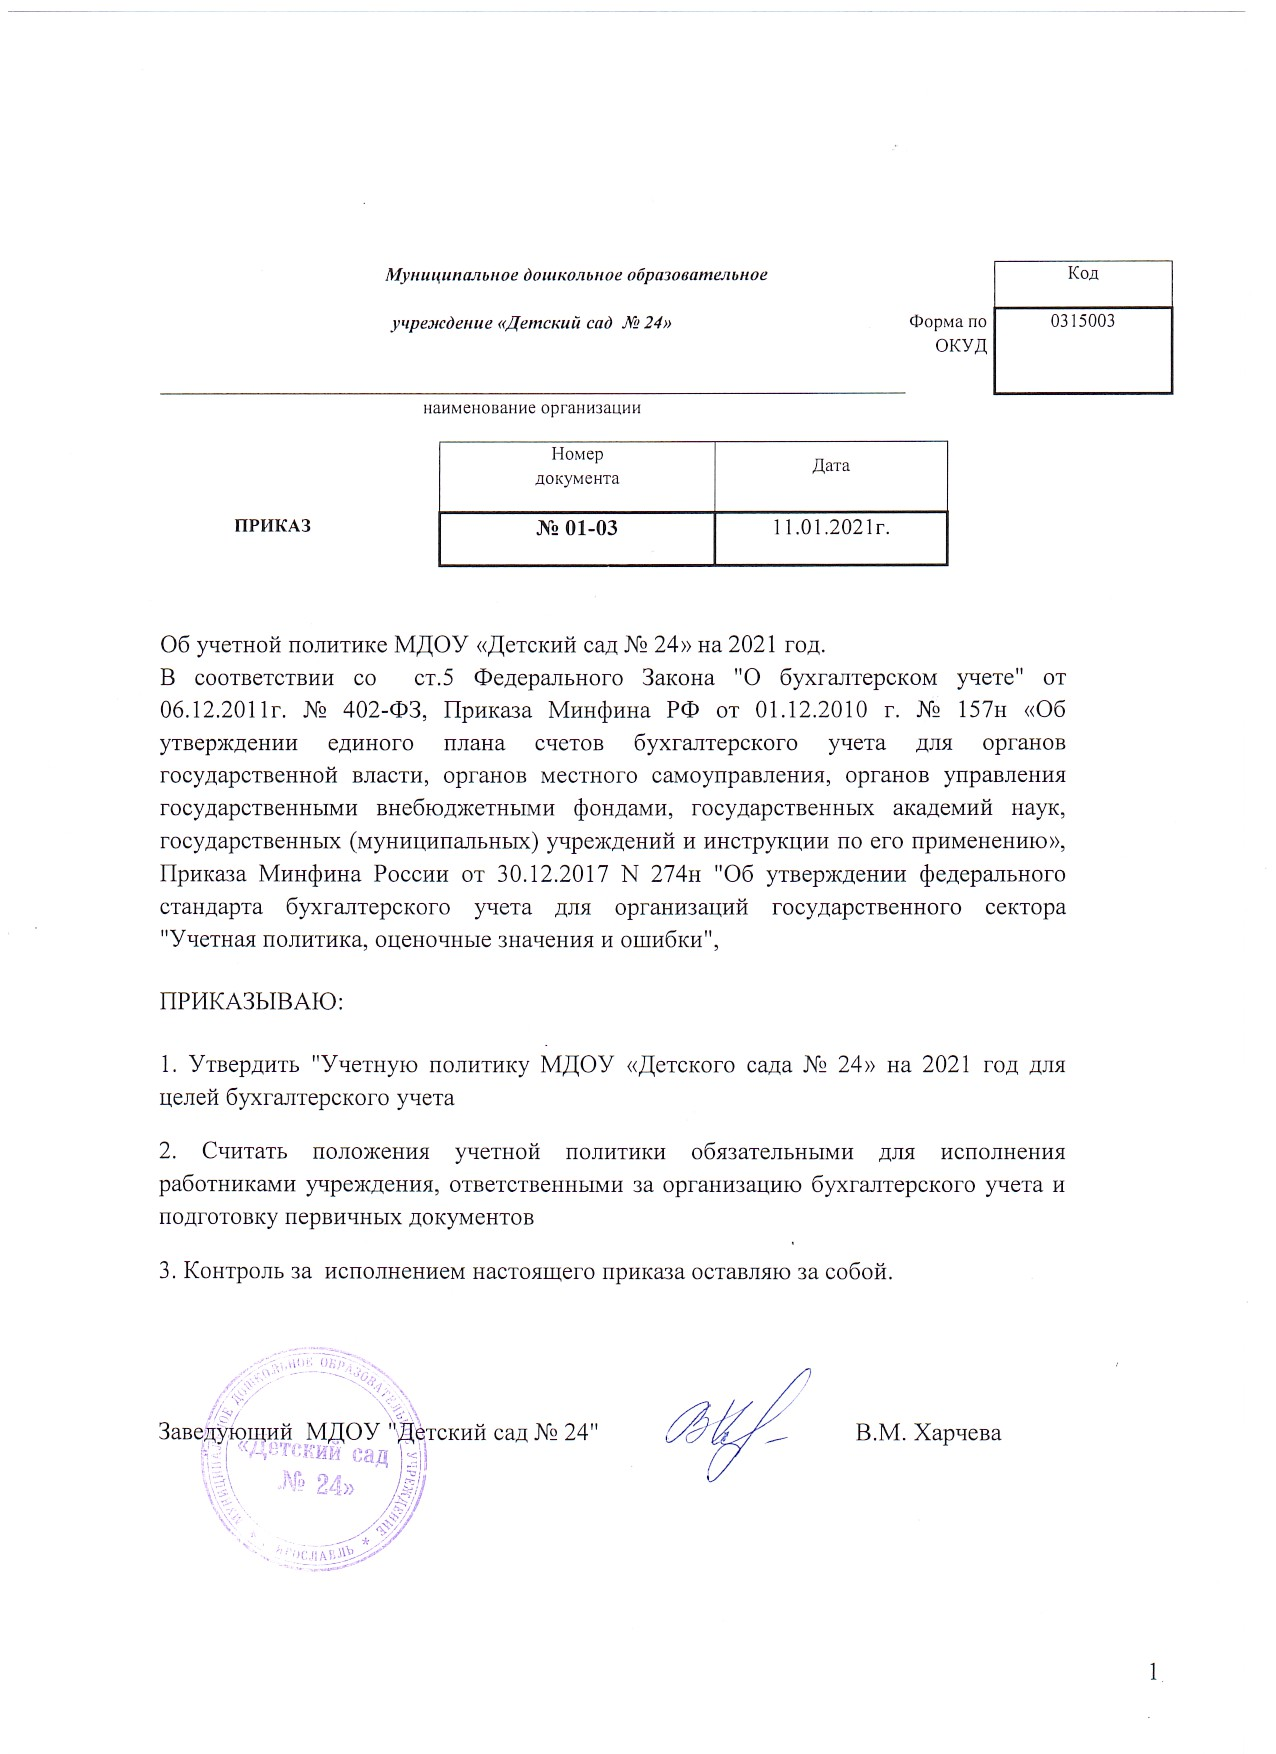 Муниципальное дошкольное образовательное
учреждение «Детский сад № 24»
Код
Форма по
ОКУД
0315003
наименование организации
Номер
документа
Дата
ПРИКАЗ
№ 01-03
11.01.2021г.
Об учетной политике МДОУ «Детский сад № 24» на 2021 год.
В соответствии со ст.5 Федерального Закона "О бухгалтерском учете" от
06.12.2011г. № 402-ФЗ, Приказа Минфина РФ от 01.12.2010 г. № 157н «Об
утверждении единого плана счетов бухгалтерского учета для органов
государственной власти, органов местного самоуправления, органов управления
государственными внебюджетными фондами, государственных академий наук,
государственных (муниципальных) учреждений и инструкции по его применению»,
Приказа Минфина России от 30.12.2017 N 274н "Об утверждении федерального
стандарта бухгалтерского учета для организаций государственного сектора
"Учетная политика, оценочные значения и ошибки",
ПРИКАЗЫВАЮ:
1. Утвердить "Учетную политику МДОУ «Детского сада № 24» на 2021 год для
целей бухгалтерского учета
2. Считать положения учетной политики обязательными для исполнения
работниками учреждения, ответственными за организацию бухгалтерского учета и
подготовку первичных документов
3. Контроль за исполнением настоящего приказа оставляю за собой.
Заведующий МДОУ "Детский сад № 24"
В.М. Харчева
МУНИЦИПАЛЬНОЕ ДОШКОЛЬНОЕ ОБРАЗОВАТЕЛЬНОЕ УЧРЕЖДЕНИЕ
«Детский сад
№ 24»
ЯРОСЛАВЛЬ
1